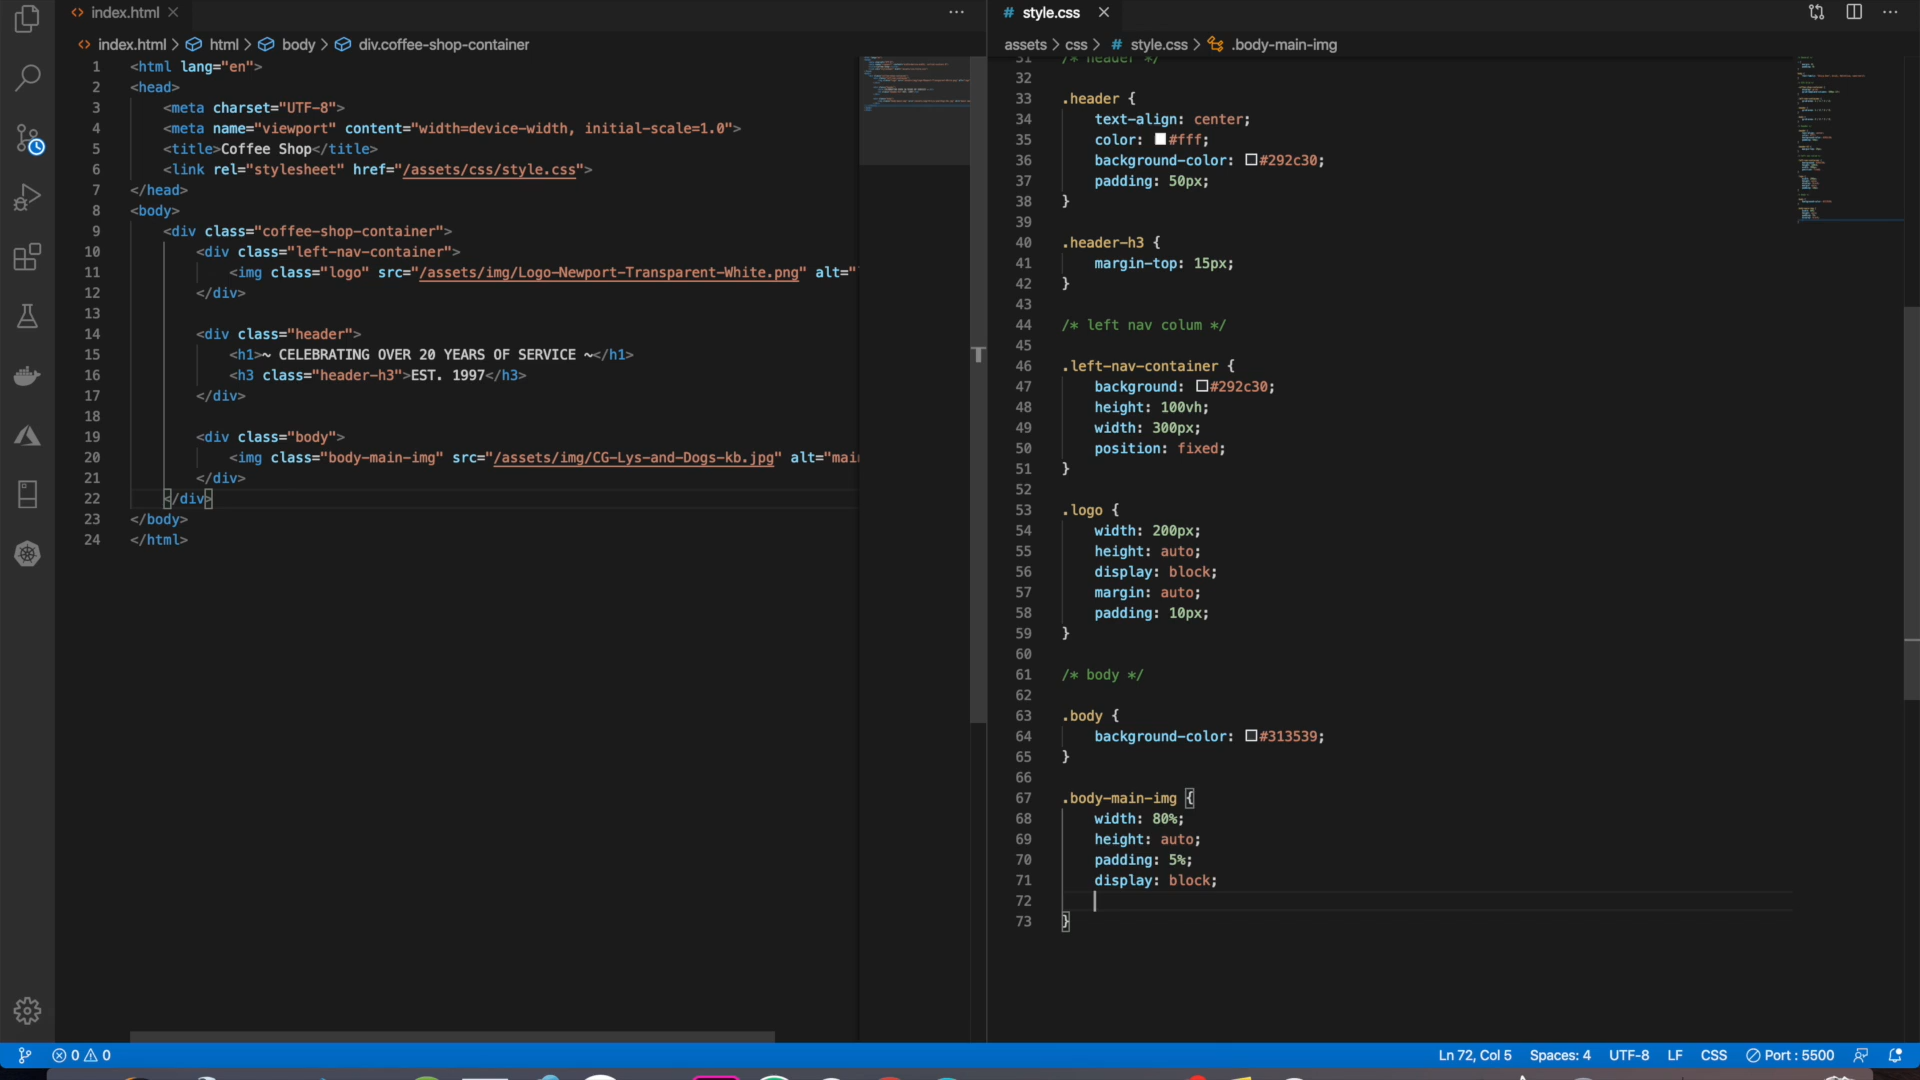 index.html
style.css
index.html > html > body > div.coffee-shop-container
1 <html lang="en">
2 <head>
3 <meta charset="UTF-8">
4 <meta name="viewport" content="width=device-width, initial-scale=1.0">
5 <title>Coffee Shop</title>
6 <link rel="stylesheet" href="/assets/css/style.css">
7 </head>
8 <body>
9 <div class="coffee-shop-container">
10 <div class="left-nav-container">
11 <img class="logo" src="/assets/img/Logo-Newport-Transparent-White.png" alt="
12 </div>
13
14 <div class="header">
15 <h1>~ CELEBRATING OVER 20 YEARS OF SERVICE ~</h1>
16 <h3 class="header-h3">EST. 1997</h3>
17 </div>
18
19 <div class="body">
20 <img class="body-main-img" src="/assets/img/CG-Lys-and-Dogs-kb.jpg" alt="mai
21 </div>
22 </div>
23 </body>
24 </html>
assets > css > # style.css > .body-main-img
31 /* header */
32
33 .header {
34 text-align: center;
35 color: #fff;
36 background-color: #292c30;
37 padding: 50px;
38 }
39
40 .header-h3 {
41 margin-top: 15px;
42 }
43
44 /* left nav colum */
45
46 .left-nav-container {
47 background: #292c30;
48 height: 100vh;
49 width: 300px;
50 position: fixed;
51 }
52
53 .logo {
54 width: 200px;
55 height: auto;
56 display: block;
57 margin: auto;
58 padding: 10px;
59 }
60
61 /* body */
62
63 .body {
64 background-color: #313539;
65 }
66
67 .body-main-img {
68 width: 80%;
69 height: auto;
70 padding: 5%;
71 display: block;
72
73 }
0 0 Ln 72, Col 5 Spaces: 4 UTF-8 LF CSS Port : 5500